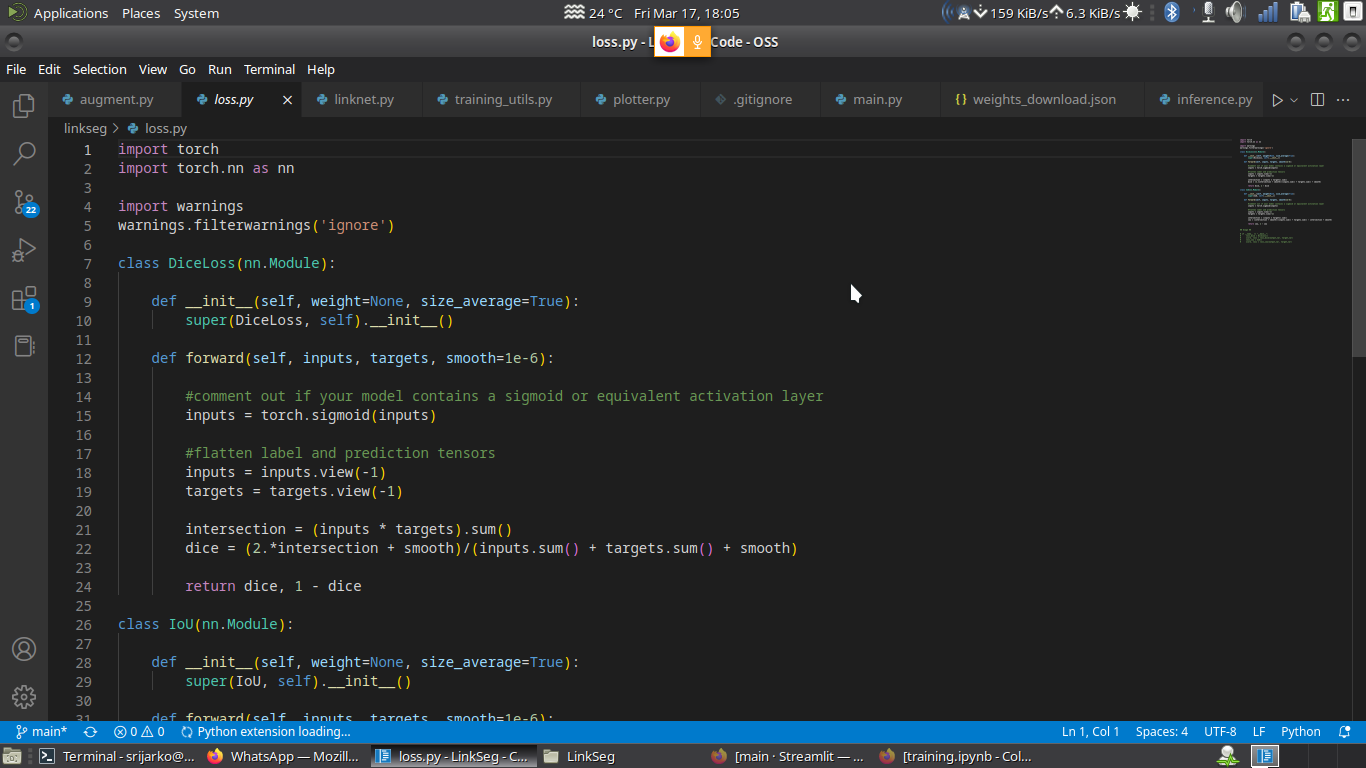 Applications Places System 24 °C Fri Mar 17, 18:05 159 KiB/s 6.3 KiB/s
loss.py - L Code - OSS
File Edit Selection View Go Run Terminal Help
augment.py loss.py linknet.py training_utils.py plotter.py .gitignore main.py {} weights_download.json inference.py
linkseg > loss.py
1 import torch
2 import torch.nn as nn
3
4 import warnings
5 warnings.filterwarnings('ignore')
6
7 class DiceLoss(nn.Module):
8
9 def __init__(self, weight=None, size_average=True):
10 super(DiceLoss, self).__init__()
11
12 def forward(self, inputs, targets, smooth=1e-6):
13
14 #comment out if your model contains a sigmoid or equivalent activation layer
15 inputs = torch.sigmoid(inputs)
16
17 #flatten label and prediction tensors
18 inputs = inputs.view(-1)
19 targets = targets.view(-1)
20
21 intersection = (inputs * targets).sum()
22 dice = (2.*intersection + smooth)/(inputs.sum() + targets.sum() + smooth)
23
24 return dice, 1 - dice
25
26 class IoU(nn.Module):
27
28 def __init__(self, weight=None, size_average=True):
29 super(IoU, self).__init__()
30
31 def forward(self, inputs, targets, smooth=1e-6):
22
1
main* 0 0 Python extension loading... Ln 1, Col 1 Spaces: 4 UTF-8 LF Python
Terminal - srijarko@... WhatsApp — Mozill... loss.py - LinkSeg - C... LinkSeg [main · Streamlit — ... [training.ipynb - Col...